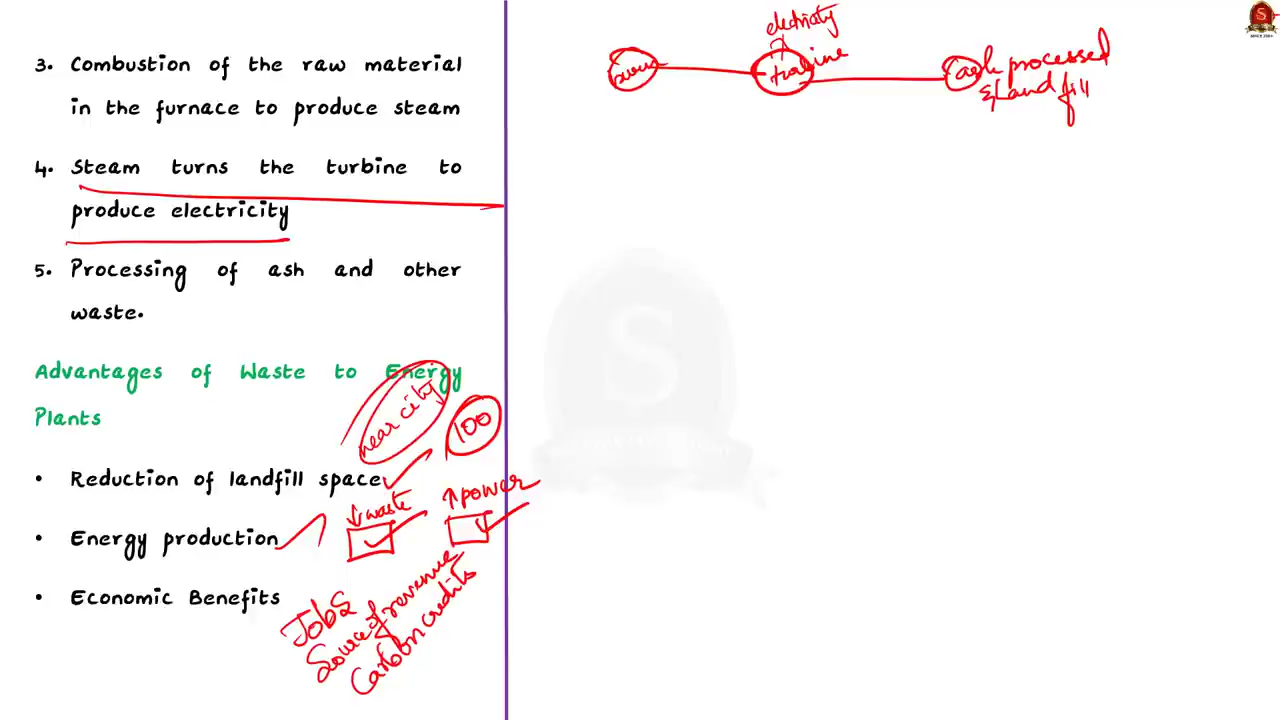 3. Combustion of the raw material
in the furnace to produce steam
4. Steam turns the turbine to
produce electricity
5. Processing of ash and other
waste.
Advantages of Waste to Energy
Plants
near city
100
• Reduction of landfill space
↓ waste
↑ power
• Energy production
• Economic Benefits
Jobs
Source of revenue
Carbon credits
electricity
turbine
ash processed
& Landfill
S